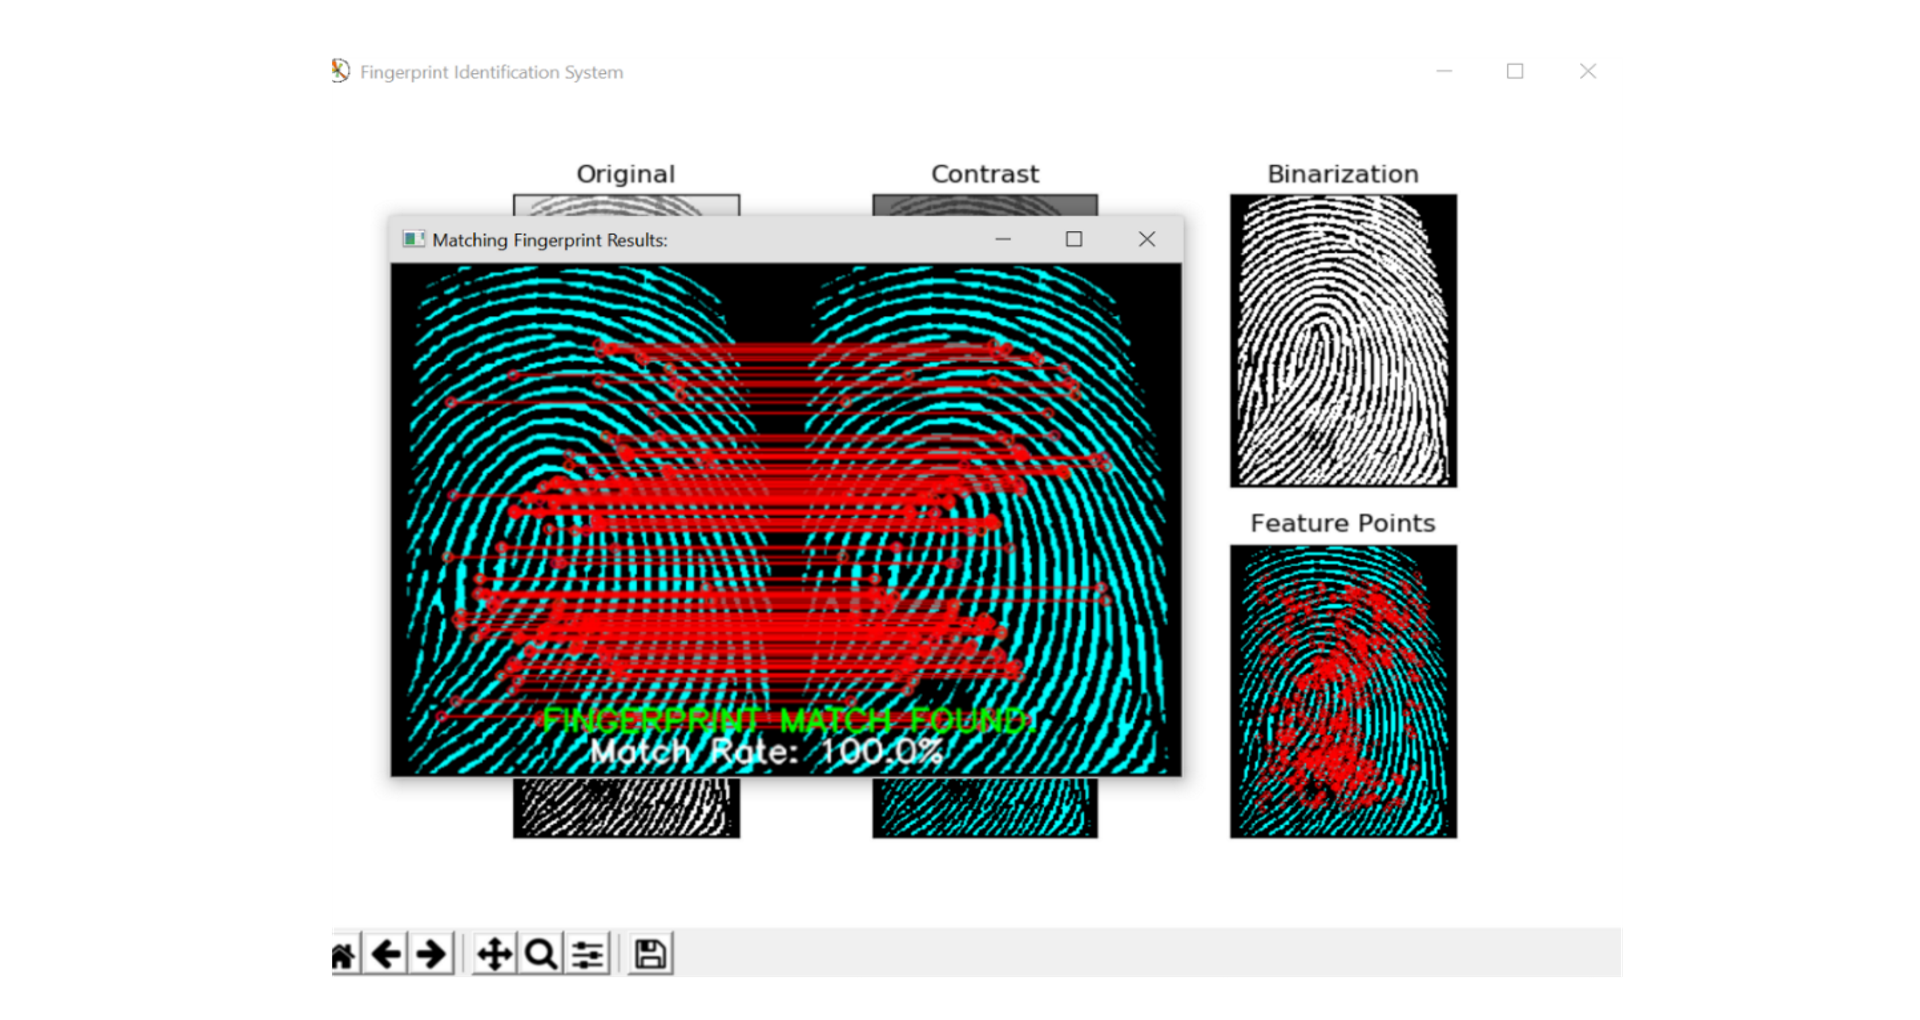 Fingerprint Identification System
Original
Contrast
Binarization
Matching Fingerprint Results:
Feature Points
FINGERPRINT MATCH FOUND!
Match Rate: 100.0%